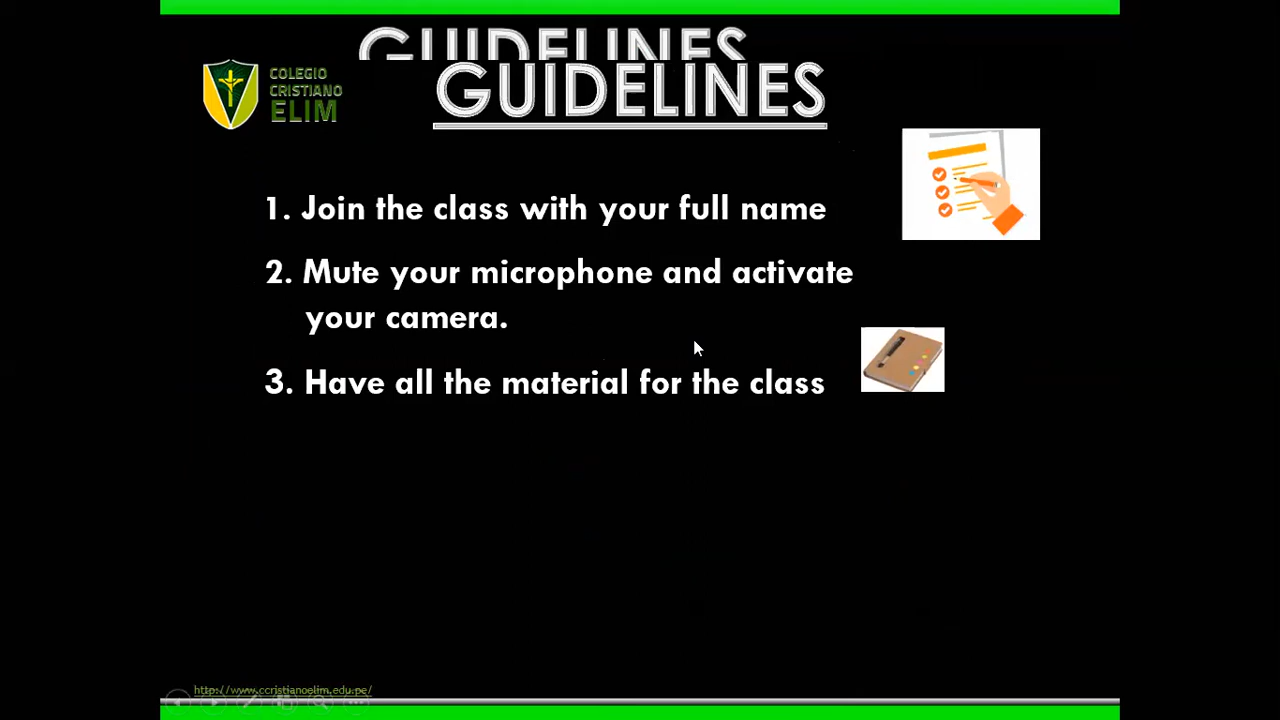 GUIDELINES
COLEGIO
CRISTIANO
ELIM
GUIDELINES
1. Join the class with your full name
2. Mute your microphone and activate
your camera.
3. Have all the material for the class
http://www.ccristianoelim.edu.pe/